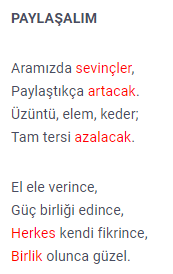 PAYLAŞALIM

Aramızda sevinçler,
Paylaştıkça artacak.
Üzüntü, elem, keder;
Tam tersi azalacak.

El ele verince,
Güç birliği edince,
Herkes kendi fikrince,
Birlik olunca güzel.